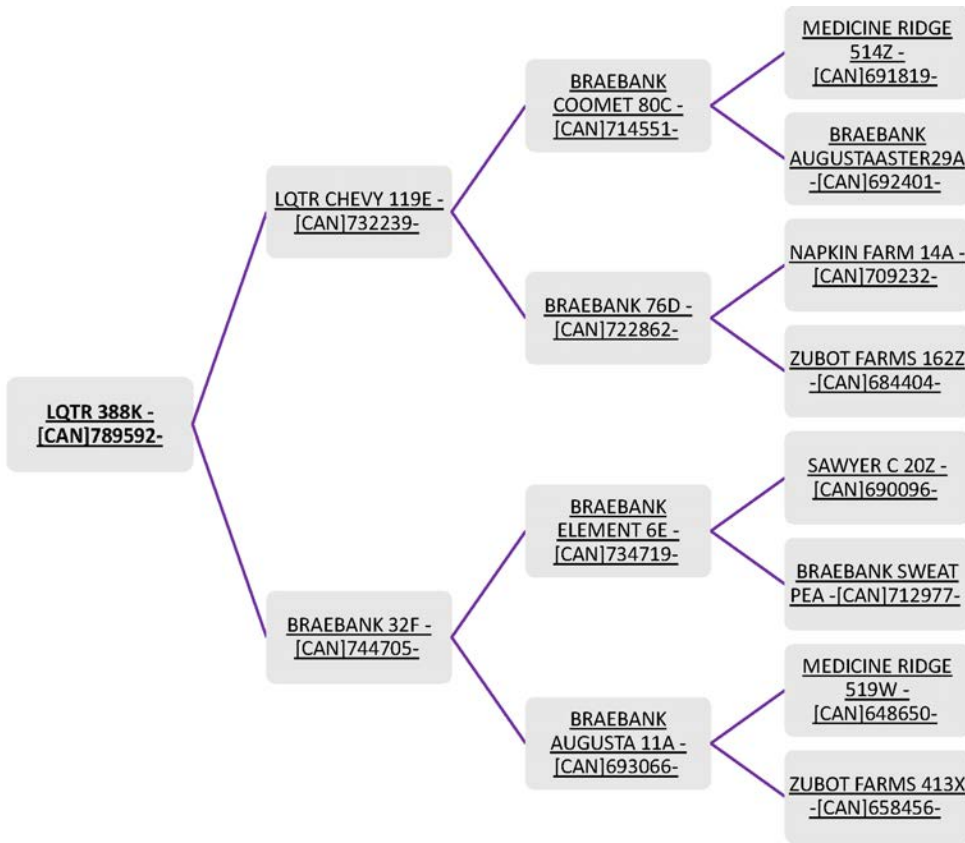 MEDICINE RIDGE
514Z -
[CAN]691819-
BRAEBANK
COOMET 80C -
[CAN]714551-
BRAEBANK
AUGUSTAASTER29A
-[CAN]692401-
LQTR CHEVY 119E -
[CAN]732239-
NAPKIN FARM 14A -
[CAN]709232-
BRAEBANK 76D -
[CAN]722862-
ZUBOT FARMS 162Z
-[CAN]684404-
LQTR 388K -
[CAN]789592-
SAWYER C 20Z -
[CAN]690096-
BRAEBANK
ELEMENT 6E -
[CAN]734719-
BRAEBANK SWEAT
PEA -[CAN]712977-
BRAEBANK 32F -
[CAN]744705-
MEDICINE RIDGE
519W -
[CAN]648650-
BRAEBANK
AUGUSTA 11A -
[CAN]693066-
ZUBOT FARMS 413X
-[CAN]658456-